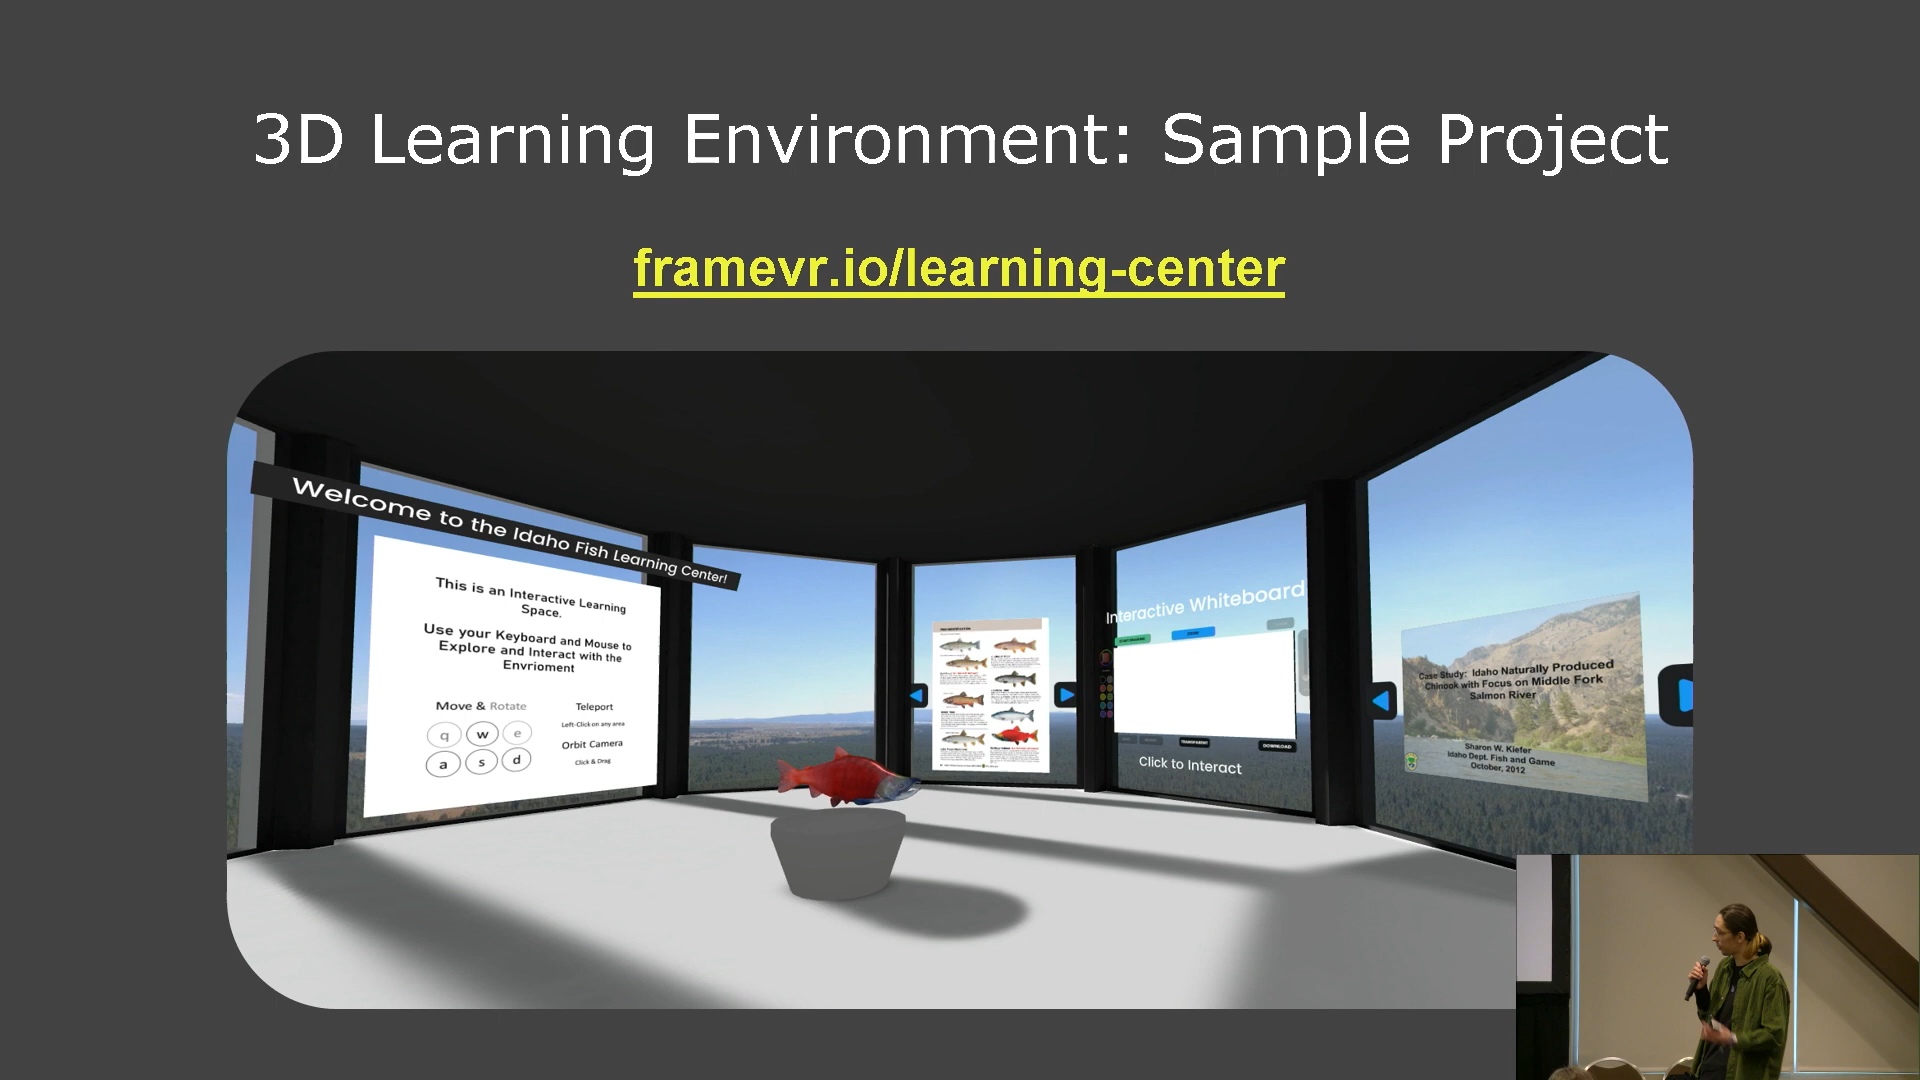 3D Learning Environment: Sample Project
framevr.io/learning-center
Welcome to the Idaho Fish Learning Center!
This is an Interactive Learning
Space.
Use your Keyboard and Mouse to
Explore and Interact with the
Envrioment
Move & Rotate
q w e
a s d
Teleport
Left-Click on any area
Orbit Camera
Click & Drag
Interactive Whiteboard
TRANSPARENT
DOWNLOAD
Click to Interact
Case Study: Idaho Naturally Produced
Chinook with Focus on Middle Fork
Salmon River
Sharon W. Kiefer
Idaho Dept. Fish and Game
October, 2012